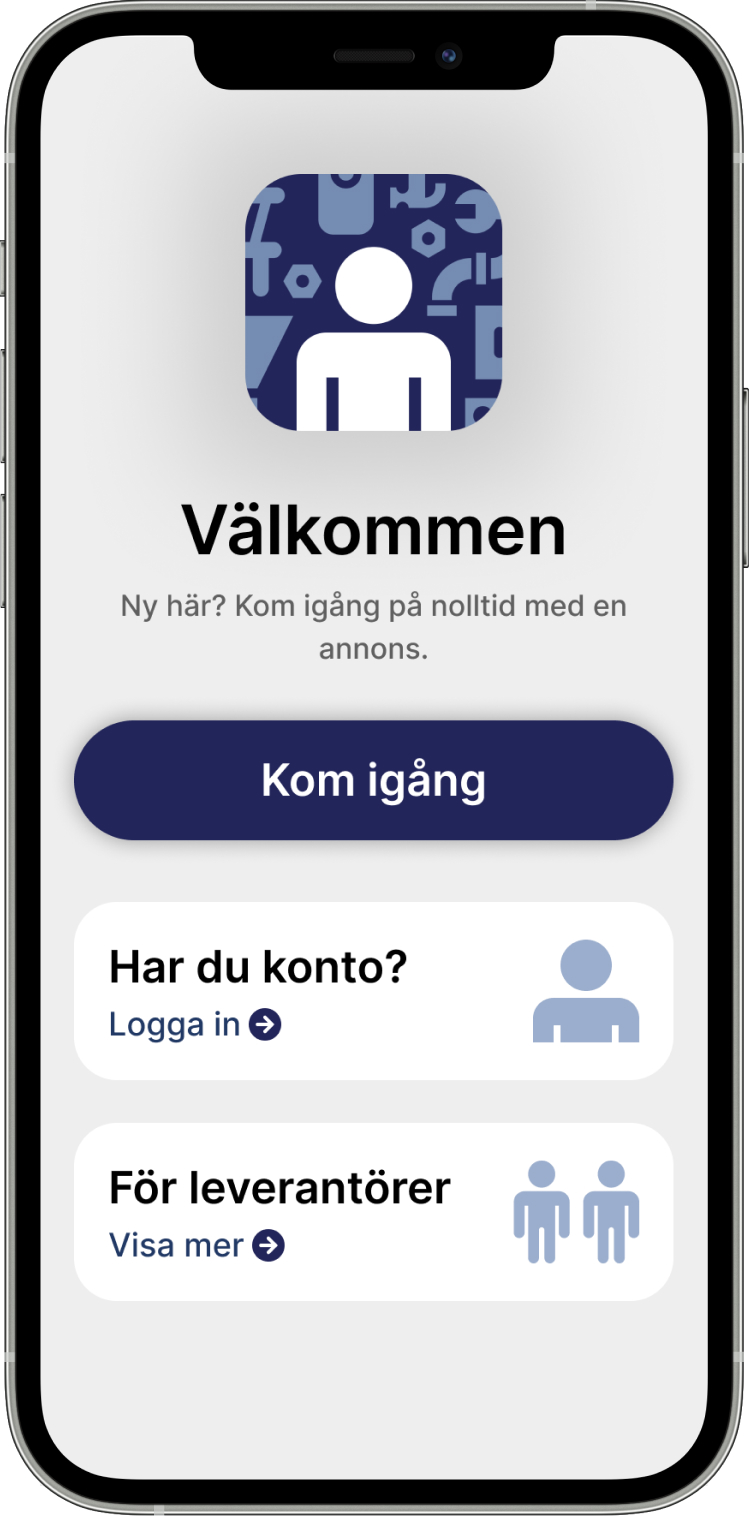 Välkommen
Ny här? Kom igång på nolltid med en
annons.
Kom igång
Har du konto?
Logga in
För leverantörer
Visa mer